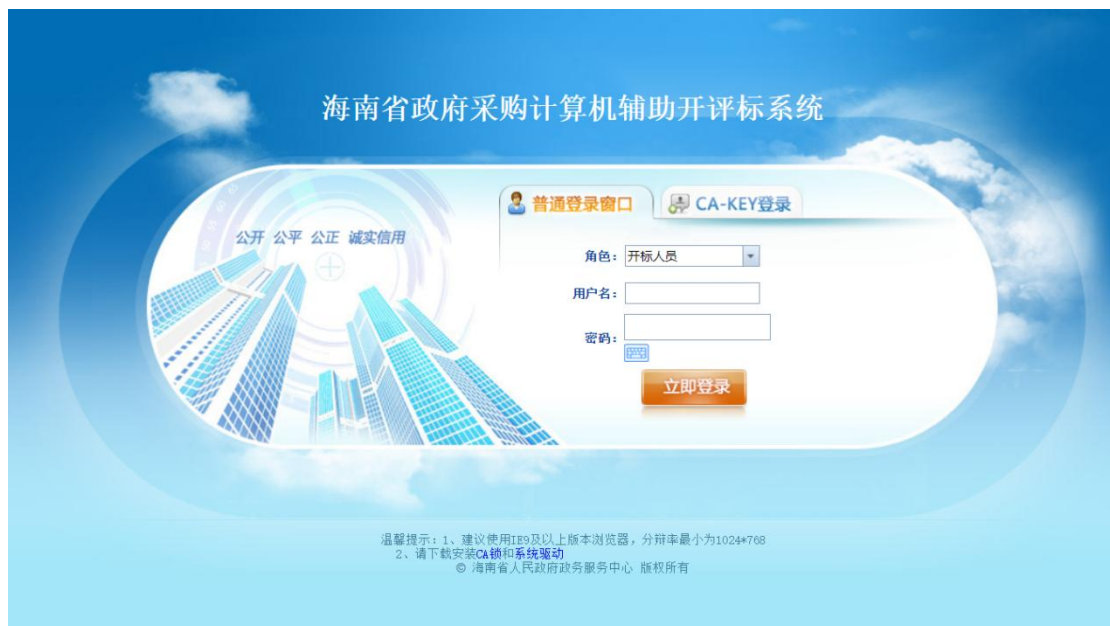 海南省政府采购计算机辅助开评标系统
普通登录窗口 CA-KEY登录
公开 公平 公正 诚实信用
角色: 开标人员
用户名:
密码:
立即登录
温馨提示:1、建议使用IE9及以上版本浏览器,分辩率最小为1024*768
2、请下载安装CA锁和系统驱动
© 海南省人民政府政务服务中心 版权所有